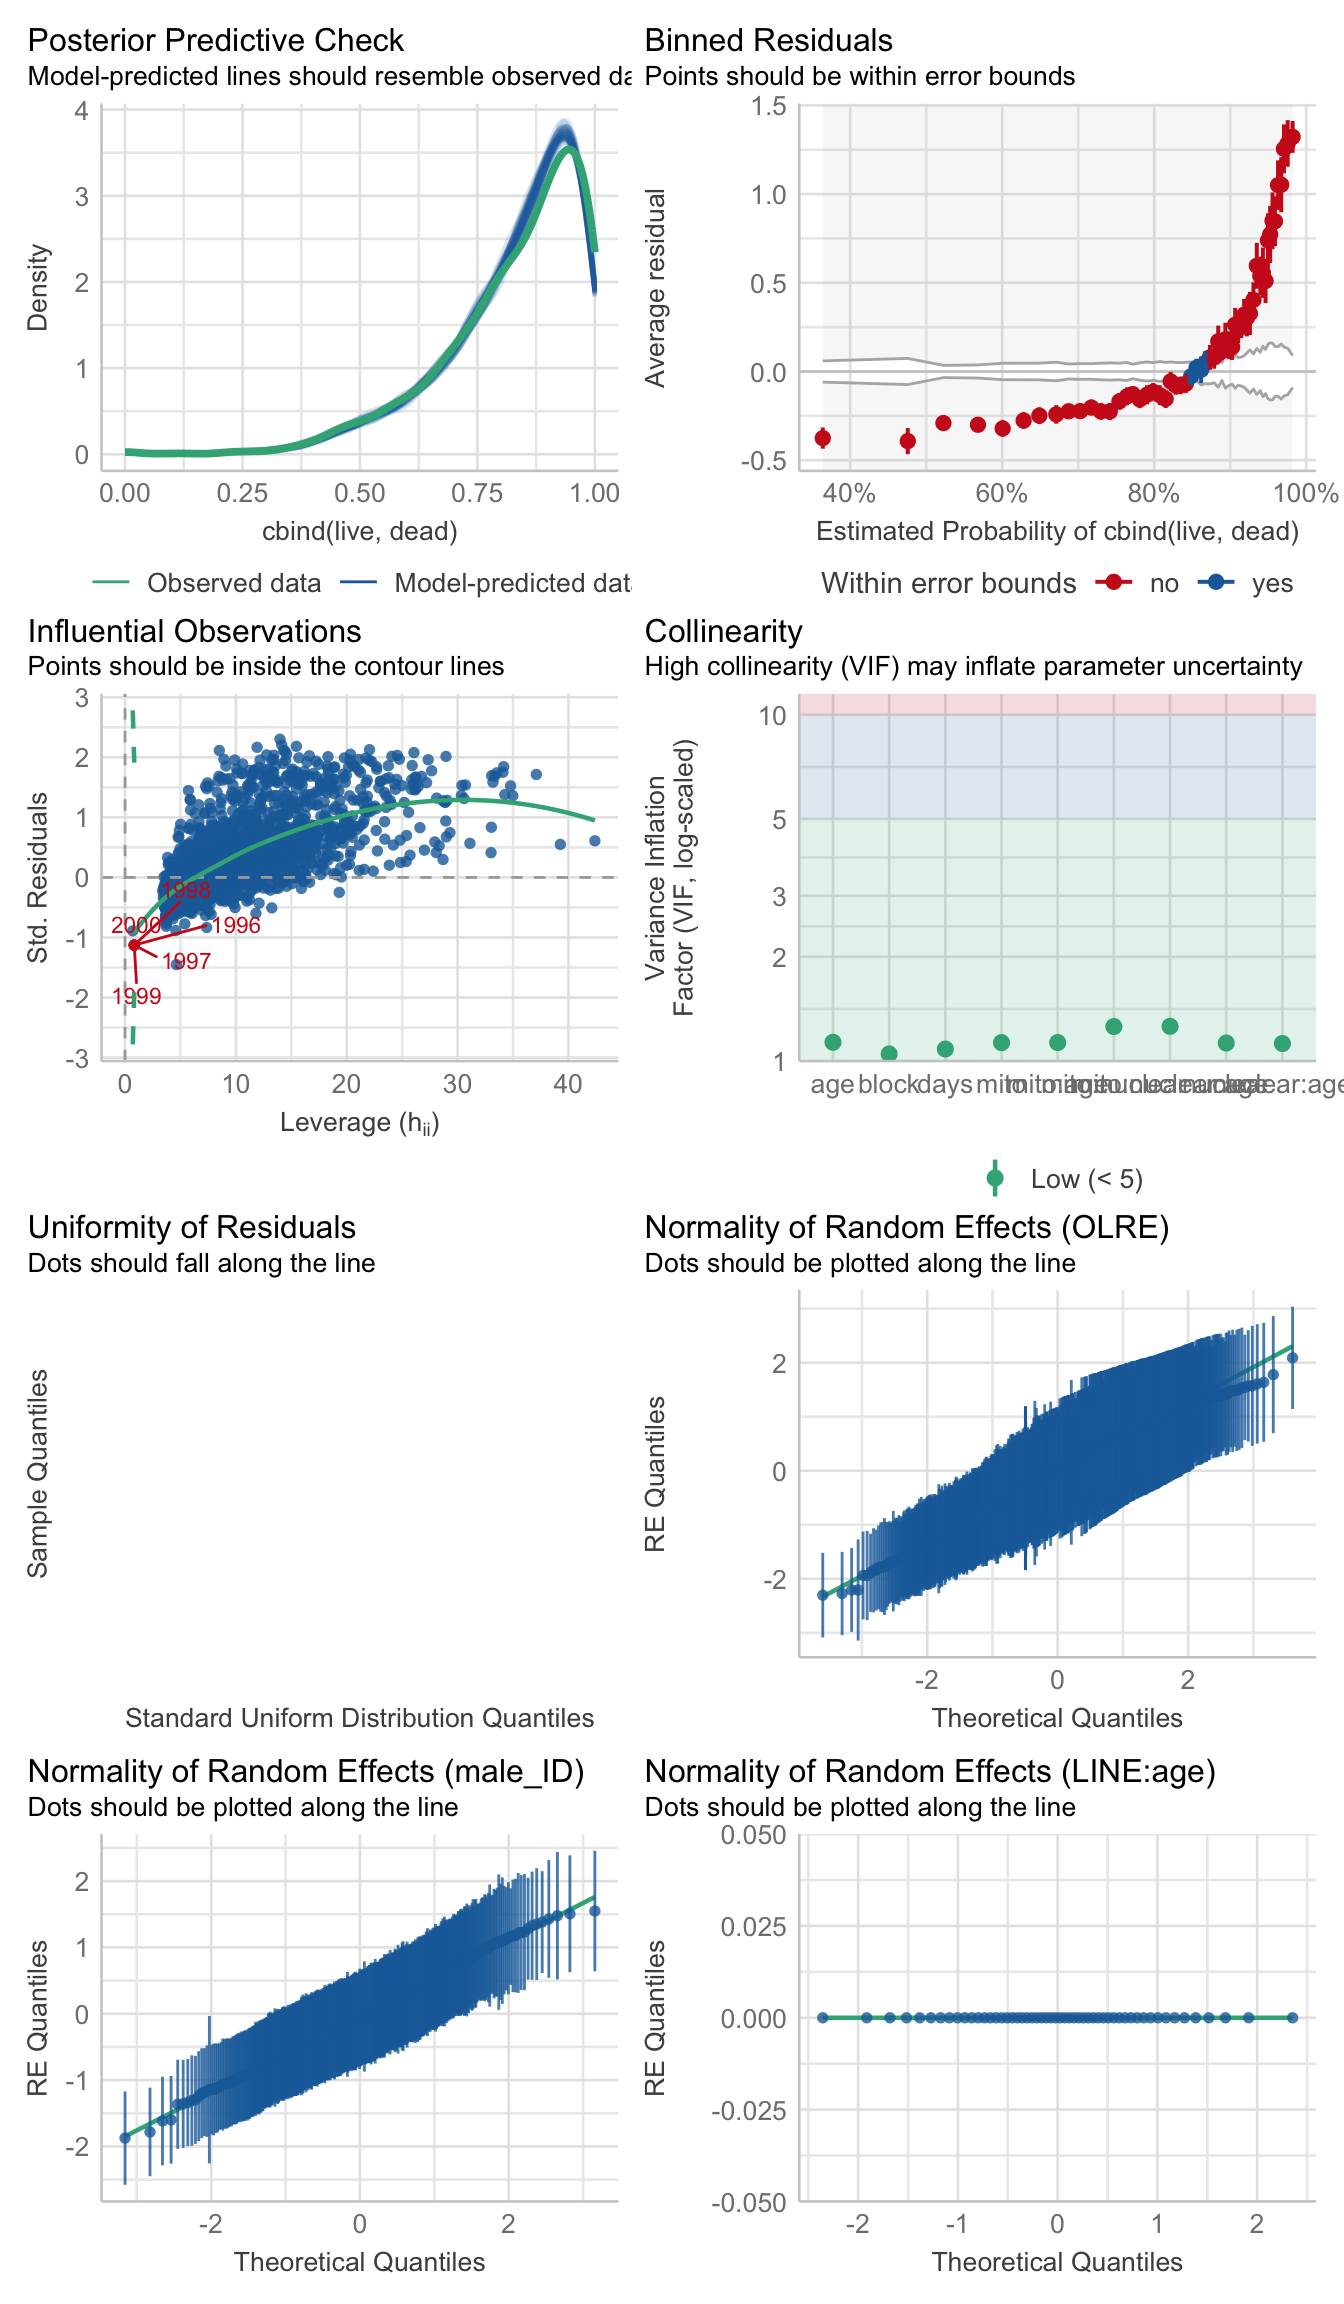 Posterior Predictive Check
Model-predicted lines should resemble observed da
4
3
2
1
0
Density
0.00 0.25 0.50 0.75 1.00
cbind(live, dead)
Observed data Model-predicted dat
Binned Residuals
Points should be within error bounds
1.5
1.0
0.5
0.0
-0.5
Average residual
40% 60% 80% 100%
Estimated Probability of cbind(live, dead)
Within error bounds no yes
Influential Observations
Points should be inside the contour lines
3
2
1
0
-1
-2
-3
Std. Residuals
1998
2000
1996
1997
1999
0 10 20 30 40
Leverage (hii)
Collinearity
High collinearity (VIF) may inflate parameter uncertainty
10
5
3
2
1
Variance Inflation
Factor (VIF, log-scaled)
age block days
Low (< 5)
Uniformity of Residuals
Dots should fall along the line
Sample Quantiles
Standard Uniform Distribution Quantiles
Normality of Random Effects (OLRE)
Dots should be plotted along the line
2
0
-2
RE Quantiles
-2 0 2
Theoretical Quantiles
Normality of Random Effects (male_ID)
Dots should be plotted along the line
2
1
0
-1
-2
RE Quantiles
-2 0 2
Theoretical Quantiles
Normality of Random Effects (LINE:age)
Dots should be plotted along the line
0.050
0.025
0.000
-0.025
-0.050
RE Quantiles
-2 -1 0 1 2
Theoretical Quantiles